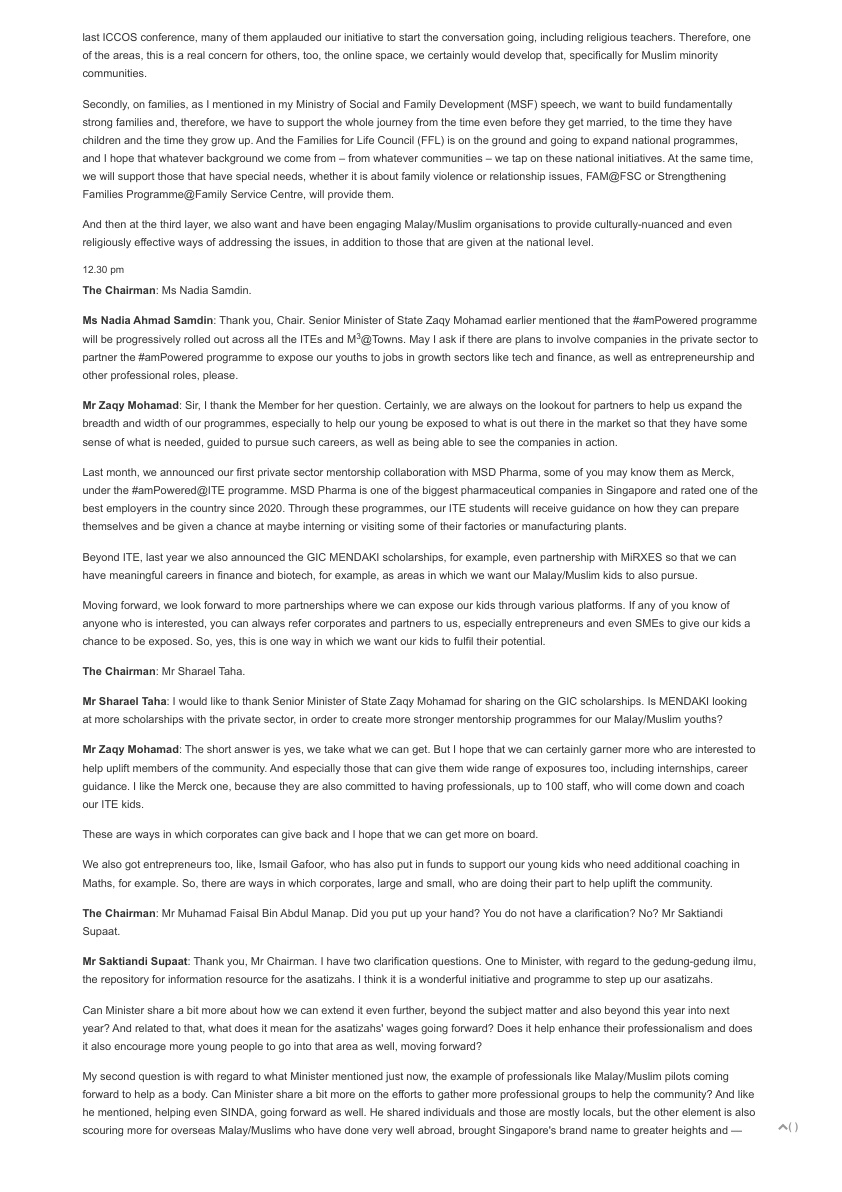 last ICCOS conference, many of them applauded our initiative to start the conversation going, including religious teachers. Therefore, one
of the areas, this is a real concern for others, too, the online space, we certainly would develop that, specifically for Muslim minority
communities.
Secondly, on families, as I mentioned in my Ministry of Social and Family Development (MSF) speech, we want to build fundamentally
strong families and, therefore, we have to support the whole journey from the time even before they get married, to the time they have
children and the time they grow up. And the Families for Life Council (FFL) is on the ground and going to expand national programmes,
and I hope that whatever background we come from – from whatever communities – we tap on these national initiatives. At the same time,
we will support those that have special needs, whether it is about family violence or relationship issues, FAM@FSC or Strengthening
Families Programme@Family Service Centre, will provide them.
And then at the third layer, we also want and have been engaging Malay/Muslim organisations to provide culturally-nuanced and even
religiously effective ways of addressing the issues, in addition to those that are given at the national level.
12.30 pm
The Chairman: Ms Nadia Samdin.
Ms Nadia Ahmad Samdin: Thank you, Chair. Senior Minister of State Zaqy Mohamad earlier mentioned that the #amPowered programme
will be progressively rolled out across all the ITEs and M³@Towns. May I ask if there are plans to involve companies in the private sector to
partner the #amPowered programme to expose our youths to jobs in growth sectors like tech and finance, as well as entrepreneurship and
other professional roles, please.
Mr Zaqy Mohamad: Sir, I thank the Member for her question. Certainly, we are always on the lookout for partners to help us expand the
breadth and width of our programmes, especially to help our young be exposed to what is out there in the market so that they have some
sense of what is needed, guided to pursue such careers, as well as being able to see the companies in action.
Last month, we announced our first private sector mentorship collaboration with MSD Pharma, some of you may know them as Merck,
under the #amPowered@ITE programme. MSD Pharma is one of the biggest pharmaceutical companies in Singapore and rated one of the
best employers in the country since 2020. Through these programmes, our ITE students will receive guidance on how they can prepare
themselves and be given a chance at maybe interning or visiting some of their factories or manufacturing plants.
Beyond ITE, last year we also announced the GIC MENDAKI scholarships, for example, even partnership with MiRXES so that we can
have meaningful careers in finance and biotech, for example, as areas in which we want our Malay/Muslim kids to also pursue.
Moving forward, we look forward to more partnerships where we can expose our kids through various platforms. If any of you know of
anyone who is interested, you can always refer corporates and partners to us, especially entrepreneurs and even SMEs to give our kids a
chance to be exposed. So, yes, this is one way in which we want our kids to fulfil their potential.
The Chairman: Mr Sharael Taha.
Mr Sharael Taha: I would like to thank Senior Minister of State Zaqy Mohamad for sharing on the GIC scholarships. Is MENDAKI looking
at more scholarships with the private sector, in order to create more stronger mentorship programmes for our Malay/Muslim youths?
Mr Zaqy Mohamad: The short answer is yes, we take what we can get. But I hope that we can certainly garner more who are interested to
help uplift members of the community. And especially those that can give them wide range of exposures too, including internships, career
guidance. I like the Merck one, because they are also committed to having professionals, up to 100 staff, who will come down and coach
our ITE kids.
These are ways in which corporates can give back and I hope that we can get more on board.
We also got entrepreneurs too, like, Ismail Gafoor, who has also put in funds to support our young kids who need additional coaching in
Maths, for example. So, there are ways in which corporates, large and small, who are doing their part to help uplift the community.
The Chairman: Mr Muhamad Faisal Bin Abdul Manap. Did you put up your hand? You do not have a clarification? No? Mr Saktiandi
Supaat.
Mr Saktiandi Supaat: Thank you, Mr Chairman. I have two clarification questions. One to Minister, with regard to the gedung-gedung ilmu,
the repository for information resource for the asatizahs. I think it is a wonderful initiative and programme to step up our asatizahs.
Can Minister share a bit more about how we can extend it even further, beyond the subject matter and also beyond this year into next
year? And related to that, what does it mean for the asatizahs' wages going forward? Does it help enhance their professionalism and does
it also encourage more young people to go into that area as well, moving forward?
My second question is with regard to what Minister mentioned just now, the example of professionals like Malay/Muslim pilots coming
forward to help as a body. Can Minister share a bit more on the efforts to gather more professional groups to help the community? And like
he mentioned, helping even SINDA, going forward as well. He shared individuals and those are mostly locals, but the other element is also
scouring more for overseas Malay/Muslims who have done very well abroad, brought Singapore's brand name to greater heights and —
( )